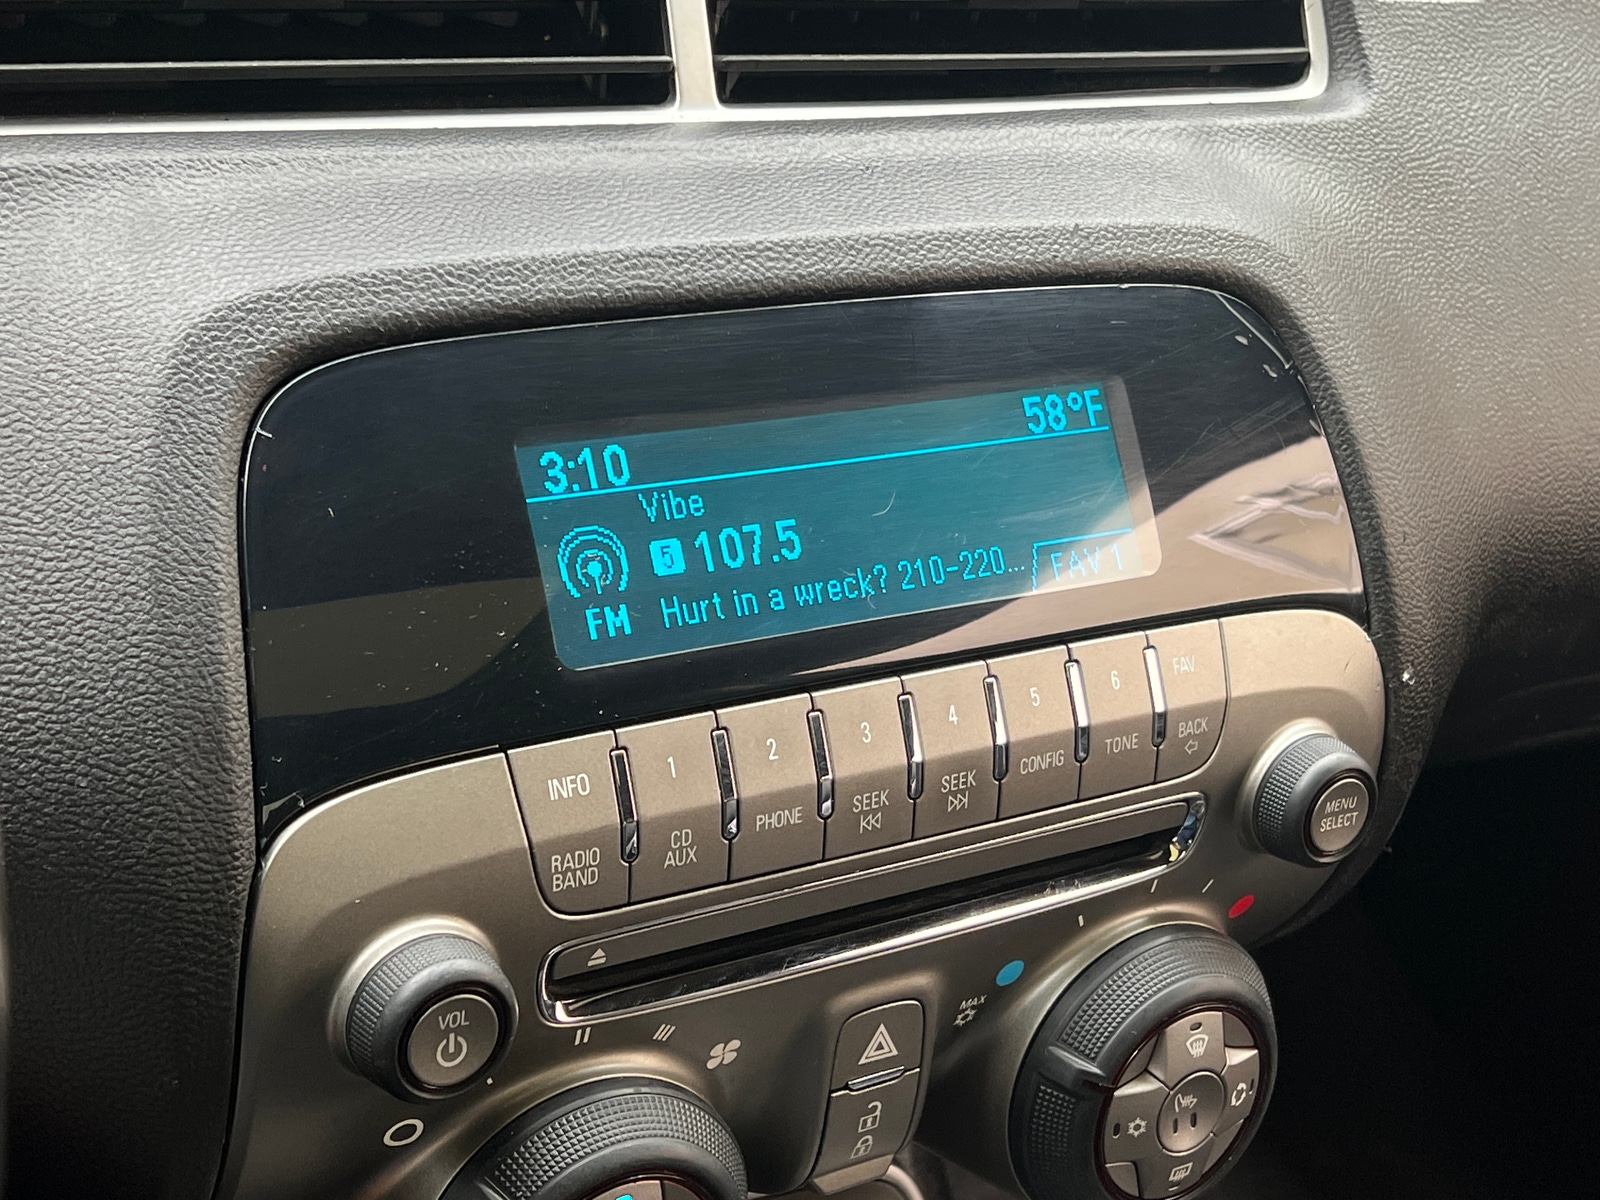 58°F
3:10
Vibe
5 107.5
FM
Hurt in a wreck? 210-220...
FAV 1
INFO
RADIO
BAND
1
CD
AUX
2
PHONE
3
SEEK
4
SEEK
5
CONFIG
6
TONE
FAV
BACK
MENU
SELECT
VOL
MAX